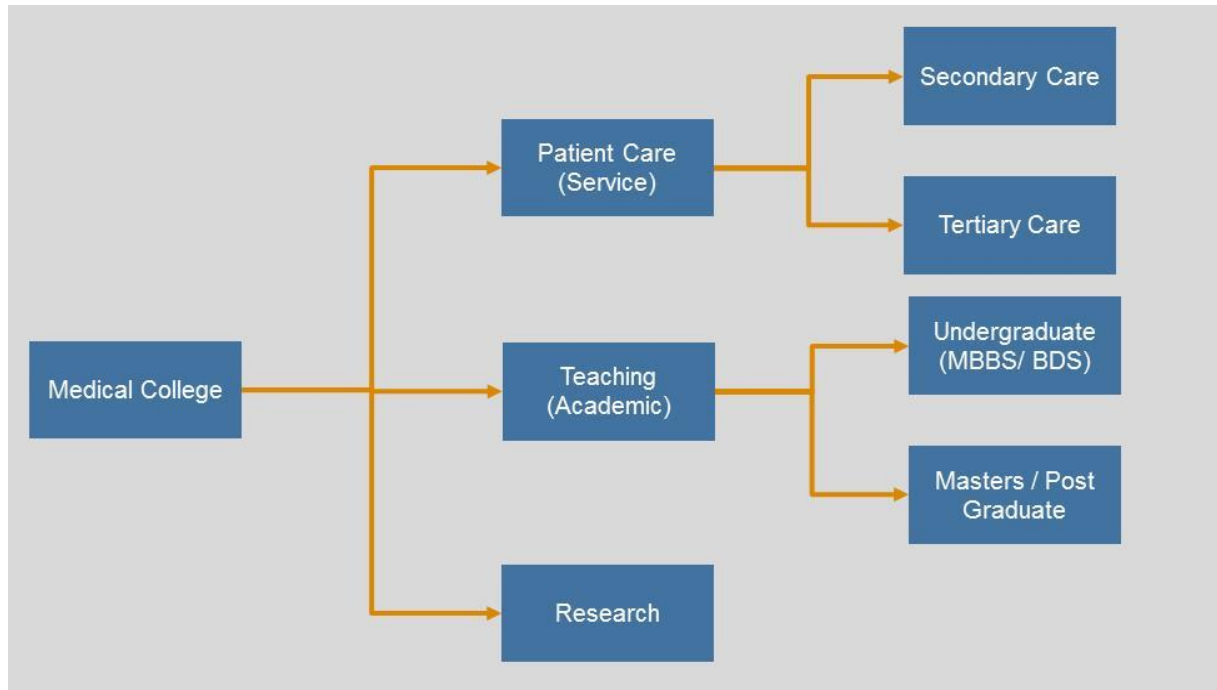 Medical College
Patient Care
(Service)
Secondary Care
Tertiary Care
Teaching
(Academic)
Undergraduate
(MBBS/ BDS)
Masters / Post
Graduate
Research